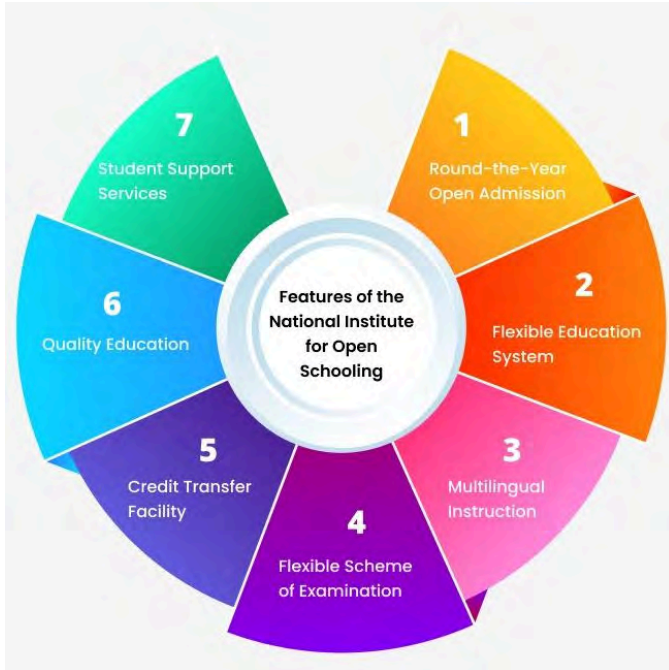 Features of the
National Institute
for Open
Schooling
1
Round-the-Year
Open Admission
2
Flexible Education
System
3
Multilingual
Instruction
4
Flexible Scheme
of Examination
5
Credit Transfer
Facility
6
Quality Education
7
Student Support
Services